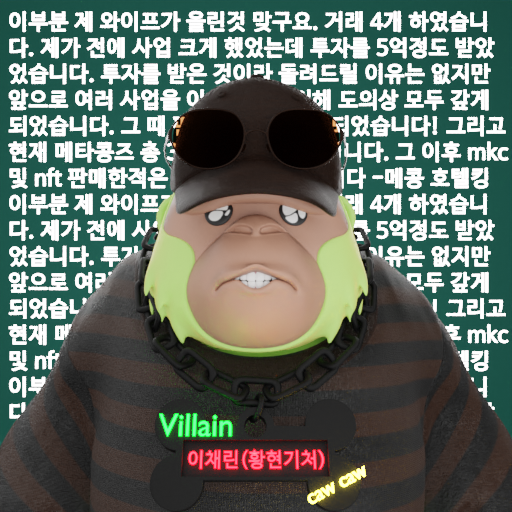 이부분 제 와이프가 올린것 맞구요. 거래 4개 하였습니
다. 제가 전에 사업 크게 했었는데 투자를 5억정도 받았
었습니다. 투자를 받은 것이라 돌려드릴 이유는 없지만
앞으로 여러 사업을 도의상 모두 갚게
되었습니다. 그 때 되었습니다! 그리고
현재 메타콩즈 총 니다. 그 이후 mkc
및 nft 판매한적은 다 -메콩 호텔킹
이부분 제 와이프가 래 4개 하였습니
다. 제가 전에 사 5억정도 받았
었습니다. 투 이유는 없지만
앞으로 여러 모두 갚게
되었습 ! 그리고
현재 메 후 mkc
및 nft 텔킹
이부 습니
다.
Villain
이채린(황현기처)
caw caw